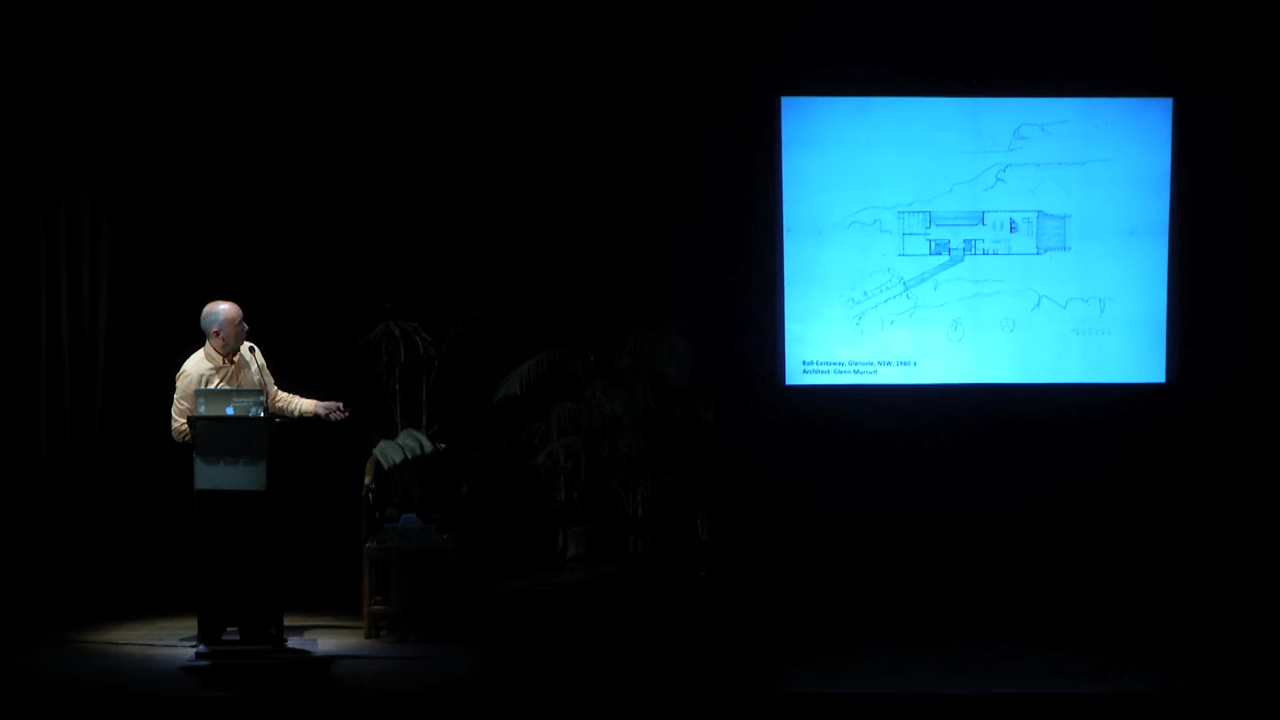 Ball-Eastaway, Glenorie, NSW, 1980-3
Architect: Glenn Murcutt